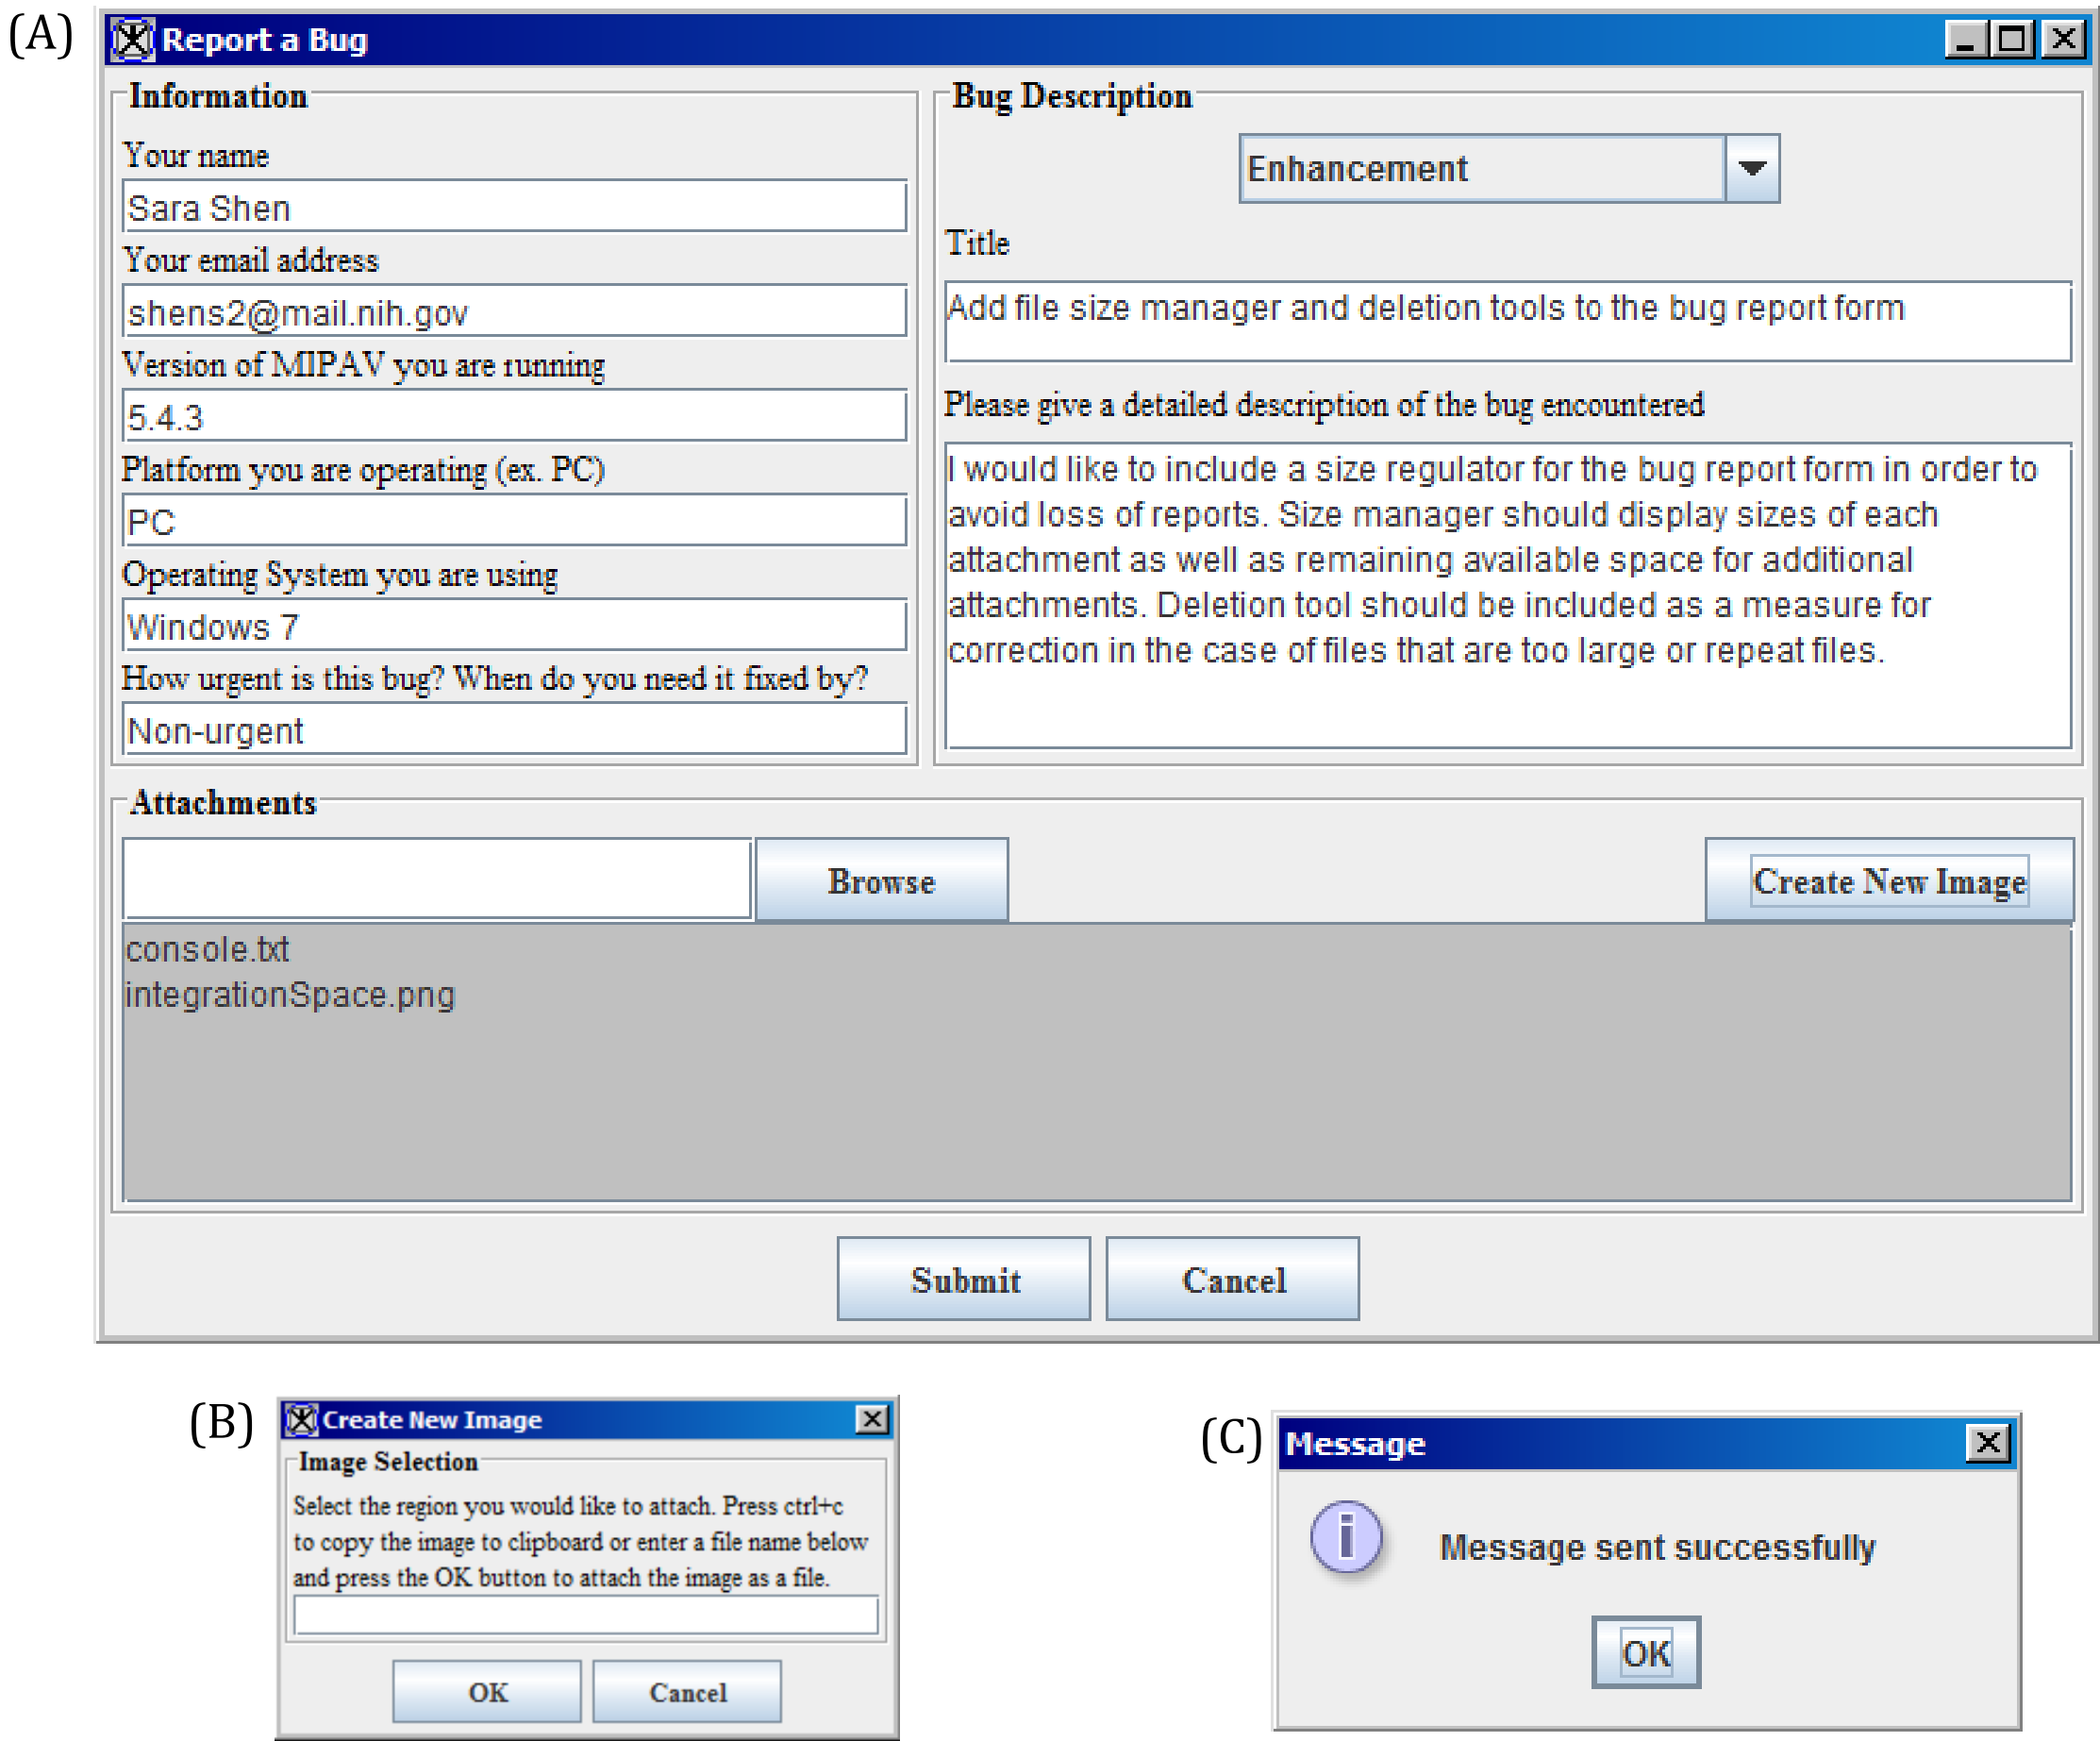 (A)
Report a Bug
Information
Your name
Sara Shen
Your email address
shens2@mail.nih.gov
Version of MIPAV you are running
5.4.3
Platform you are operating (ex. PC)
PC
Operating System you are using
Windows 7
How urgent is this bug? When do you need it fixed by?
Non-urgent
Bug Description
Enhancement
Title
Add file size manager and deletion tools to the bug report form
Please give a detailed description of the bug encountered
I would like to include a size regulator for the bug report form in order to
avoid loss of reports. Size manager should display sizes of each
attachment as well as remaining available space for additional
attachments. Deletion tool should be included as a measure for
correction in the case of files that are too large or repeat files.
Attachments
Browse
Create New Image
console.txt
integrationSpace.png
Submit
Cancel
(B)
Create New Image
Image Selection
Select the region you would like to attach. Press ctrl+c
to copy the image to clipboard or enter a file name below
and press the OK button to attach the image as a file.
OK
Cancel
(C)
Message
i
Message sent successfully
OK